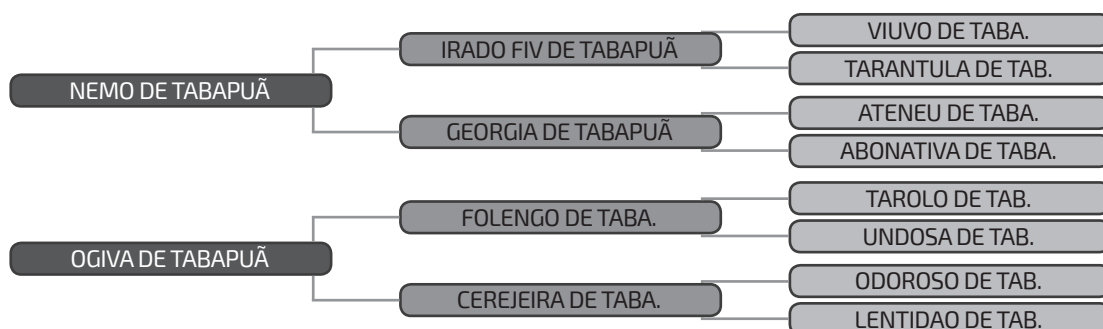 VIUVO DE TABA.
IRADO FIV DE TABAPUÃ
TARANTULA DE TAB.
NEMO DE TABAPUÃ
ATENEU DE TABA.
GEORGIA DE TABAPUÃ
ABONATIVA DE TABA.
TAROLO DE TAB.
FOLENGO DE TABA.
UNDOSA DE TAB.
OGIVA DE TABAPUÃ
ODOROSO DE TAB.
CEREJEIRA DE TABA.
LENTIDAO DE TAB.